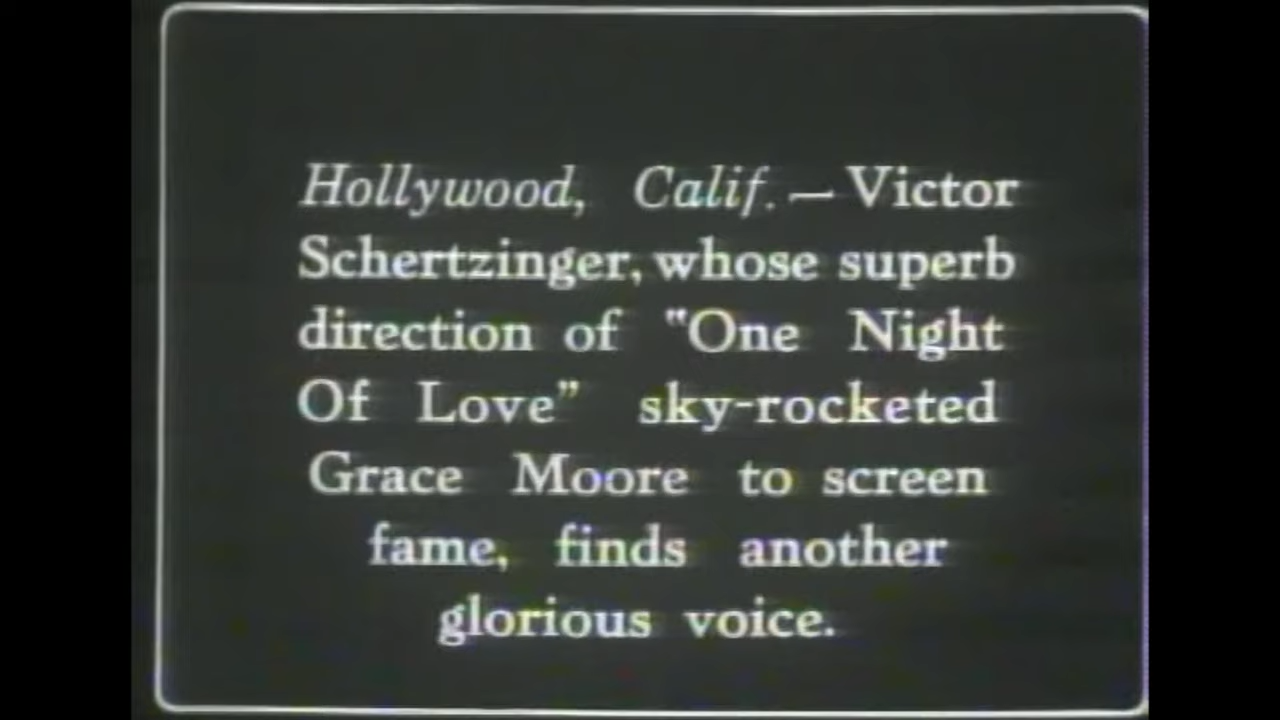 Hollywood, Calif. — Victor
Schertzinger, whose superb
direction of "One Night
Of Love” sky-rocketed
Grace Moore to screen
fame, finds another
glorious voice.